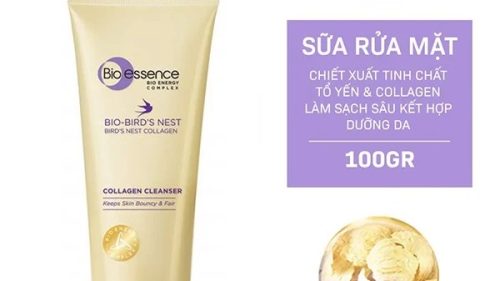 Bio essence
BIO ENERGY
COMPLEX
BIO-BIRD'S NEST
BIRD'S NEST COLLAGEN
COLLAGEN CLEANSER
Keeps Skin Bouncy & Fair
SỮA RỬA MẶT
CHIẾT XUẤT TINH CHẤT
TỔ YẾN & COLLAGEN
LÀM SẠCH SÂU KẾT HỢP
DƯỠNG DA
100GR